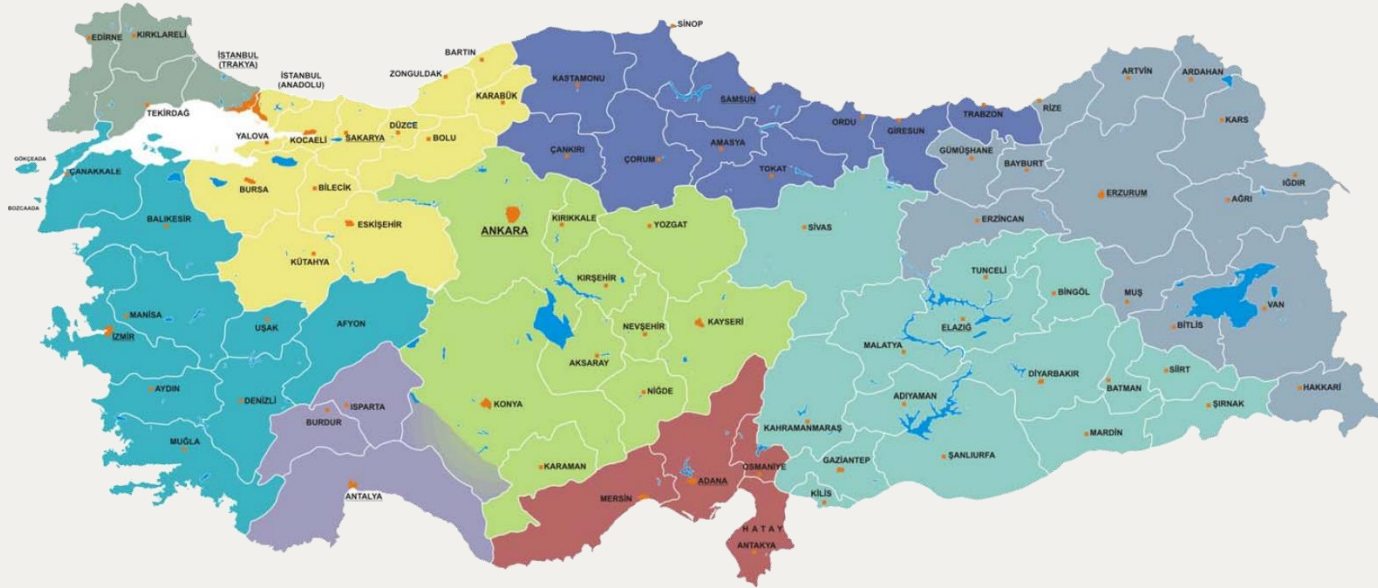 SİNOP
EDİRNE
KIRKLARELİ
İSTANBUL
(TRAKYA)
İSTANBUL
(ANADOLU)
BARTIN
ZONGULDAK
KARABÜK
KASTAMONU
SAMSUN
ORDU
GİRESUN
TRABZON
RİZE
ARTVİN
ARDAHAN
KARS
TEKİRDAĞ
YALOVA
KOCAELİ
SAKARYA
DÜZCE
BOLU
ÇANKIRI
ÇORUM
AMASYA
TOKAT
GÜMÜŞHANE
BAYBURT
ERZURUM
IĞDIR
AĞRI
GÖKÇEADA
ÇANAKKALE
BOZCAADA
BURSA
BİLECİK
BALIKESİR
ESKİŞEHİR
KÜTAHYA
ANKARA
KIRIKKALE
YOZGAT
SİVAS
ERZİNCAN
KIRŞEHİR
TUNCELİ
BİNGÖL
MUŞ
VAN
BİTLİS
MANİSA
İZMİR
UŞAK
AFYON
NEVŞEHİR
KAYSERİ
AKSARAY
ELAZIĞ
MALATYA
DİYARBAKIR
BATMAN
SİİRT
ŞIRNAK
HAKKARİ
AYDIN
DENİZLİ
BURDUR
ISPARTA
KONYA
NİĞDE
ADIYAMAN
KAHRAMANMARAŞ
MARDİN
MUĞLA
KARAMAN
GAZİANTEP
ŞANLIURFA
ANTALYA
MERSİN
ADANA
OSMANİYE
KİLİS
HATAY
ANTAKYA